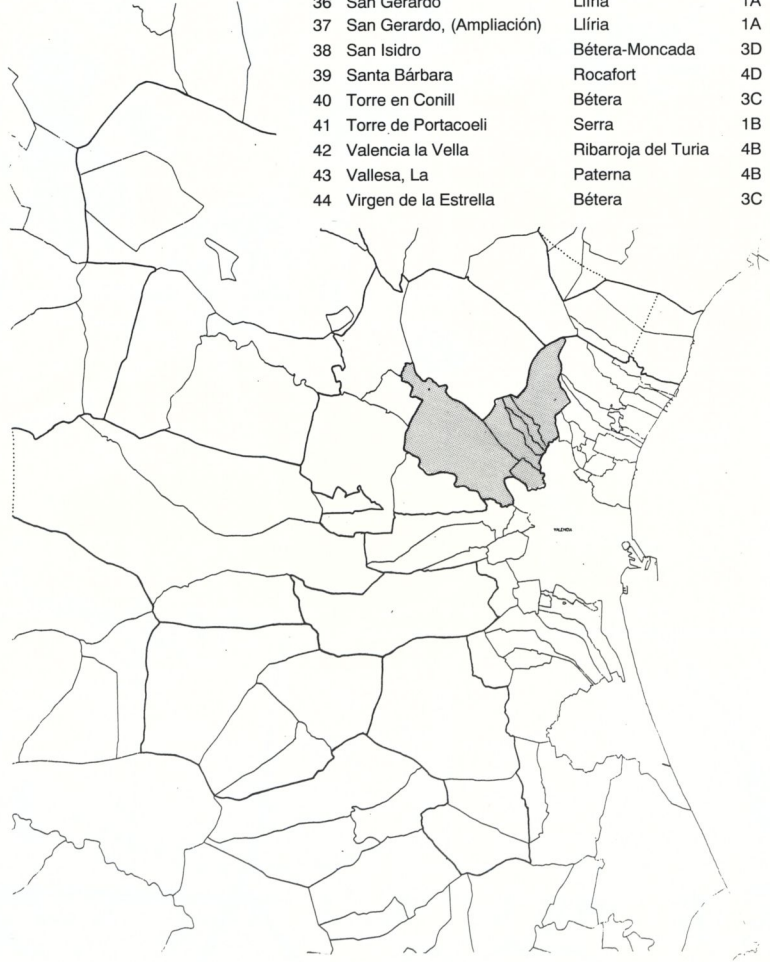 36 San Gerardo Llíria 1A
37 San Gerardo, (Ampliación) Llíria 1A
38 San Isidro Bétera-Moncada 3D
39 Santa Bárbara Rocafort 4D
40 Torre en Conill Bétera 3C
41 Torre de Portacoeli Serra 1B
42 Valencia la Vella Ribarroja del Turia 4B
43 Vallesa, La Paterna 4B
44 Virgen de la Estrella Bétera 3C
VALENCIA